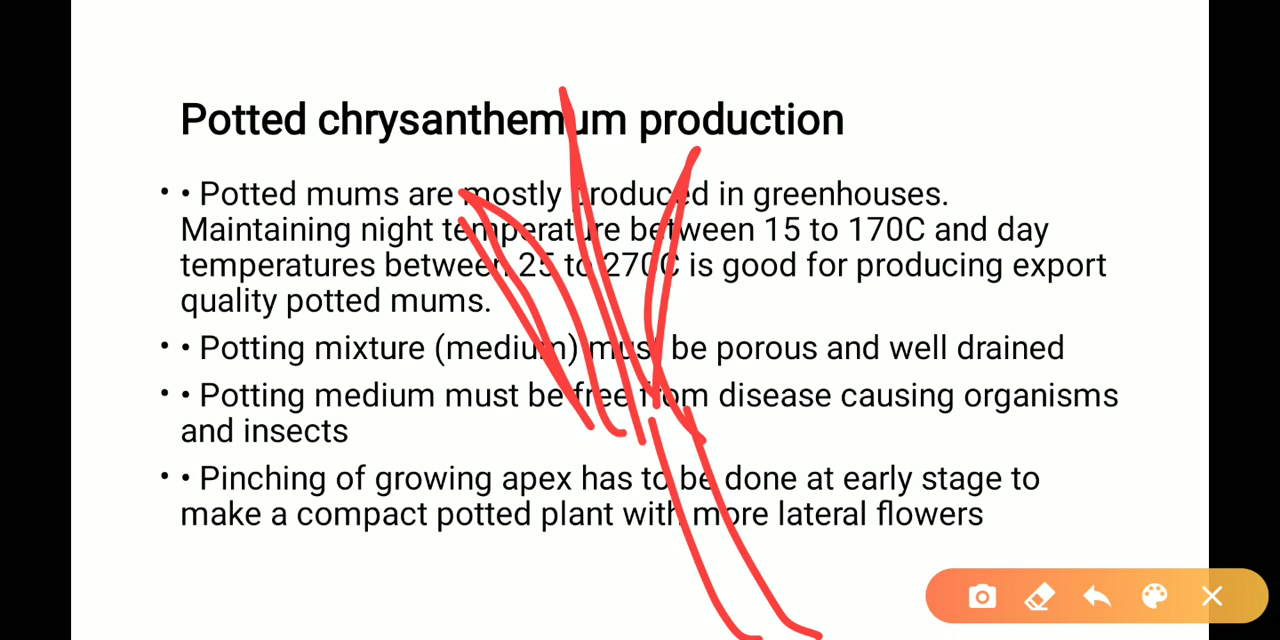 Potted chrysanthemum production
• • Potted mums are mostly produced in greenhouses.
Maintaining night temperature between 15 to 170C and day
temperatures between 25 to 270C is good for producing export
quality potted mums.
• • Potting mixture (medium) must be porous and well drained
• • Potting medium must be free from disease causing organisms
and insects
• • Pinching of growing apex has to be done at early stage to
make a compact potted plant with more lateral flowers